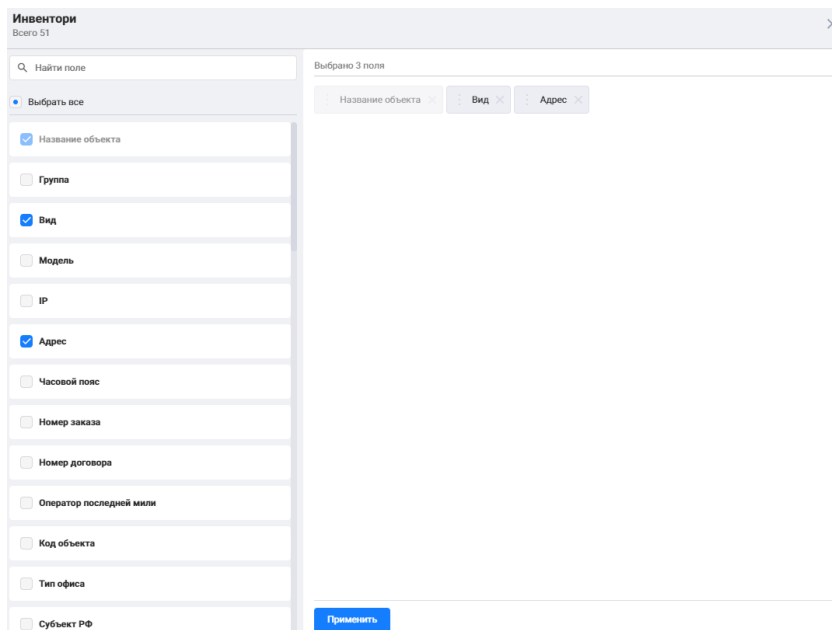 Инвентори
Всего 51
Найти поле
Выбрать все
Название объекта
Группа
Вид
Модель
IP
Адрес
Часовой пояс
Номер заказа
Номер договора
Оператор последней мили
Код объекта
Тип офиса
Субъект РФ
Выбрано 3 поля
Название объекта Вид Адрес
Применить